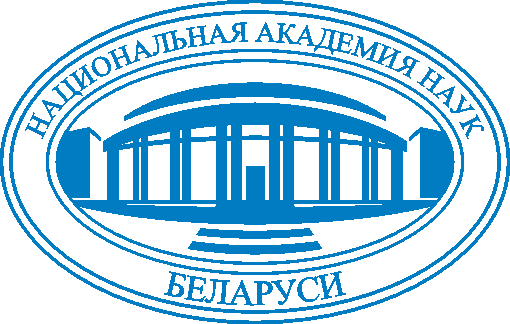 НАЦИОНАЛЬНАЯ АКАДЕМИЯ НАУК
БЕЛАРУСИ